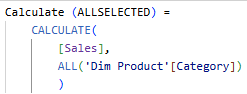 Calculate (ALLSELECTED) =
CALCULATE(
[Sales],
ALL('Dim Product'[Category])
)